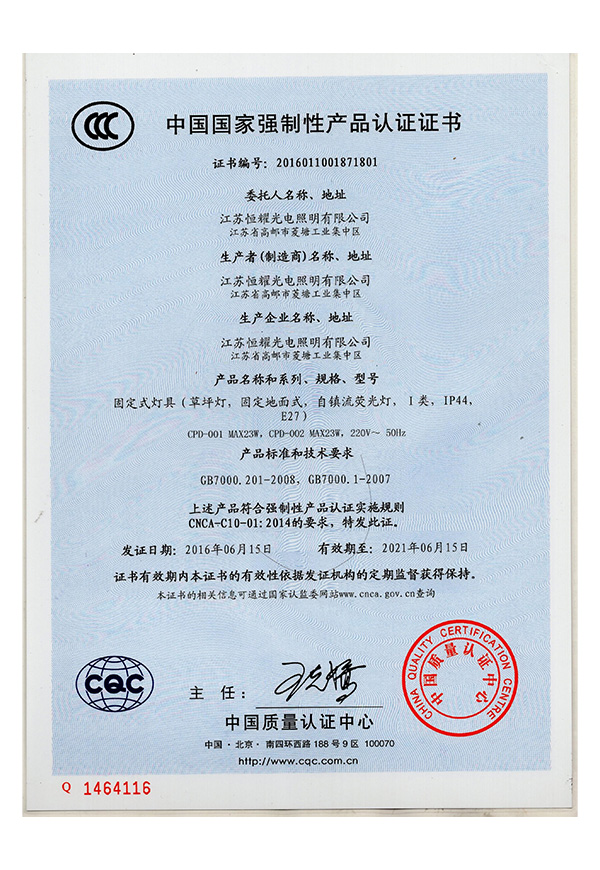 中国国家强制性产品认证证书
证书编号：2016011001871801
委托人名称、地址
江苏恒耀光电照明有限公司
江苏省高邮市菱塘工业集中区
生产者(制造商)名称、地址
江苏恒耀光电照明有限公司
江苏省高邮市菱塘工业集中区
生产企业名称、地址
江苏恒耀光电照明有限公司
江苏省高邮市菱塘工业集中区
产品名称和系列、规格、型号
固定式灯具（草坪灯，固定地面式，自镇流荧光灯，I类，IP44，
E27）
CPD-001 MAX23W，CPD-002 MAX23W，220V～ 50Hz
产品标准和技术要求
GB7000.201-2008，GB7000.1-2007
上述产品符合强制性产品认证实施规则
CNCA-C10-01:2014的要求，特发此证。
发证日期：2016年06月15日 有效期至：2021年06月15日
证书有效期内本证书的有效性依据发证机构的定期监督获得保持。
本证书的相关信息可通过国家认监委网站www.cnca.gov.cn查询
CHINA QUALITY CERTIFICATION CENTRE
中国质量认证中心
CQC
主 任：
中国质量认证中心
中国·北京·南四环西路188号9区 100070
http://www.cqc.com.cn
Q 1464116